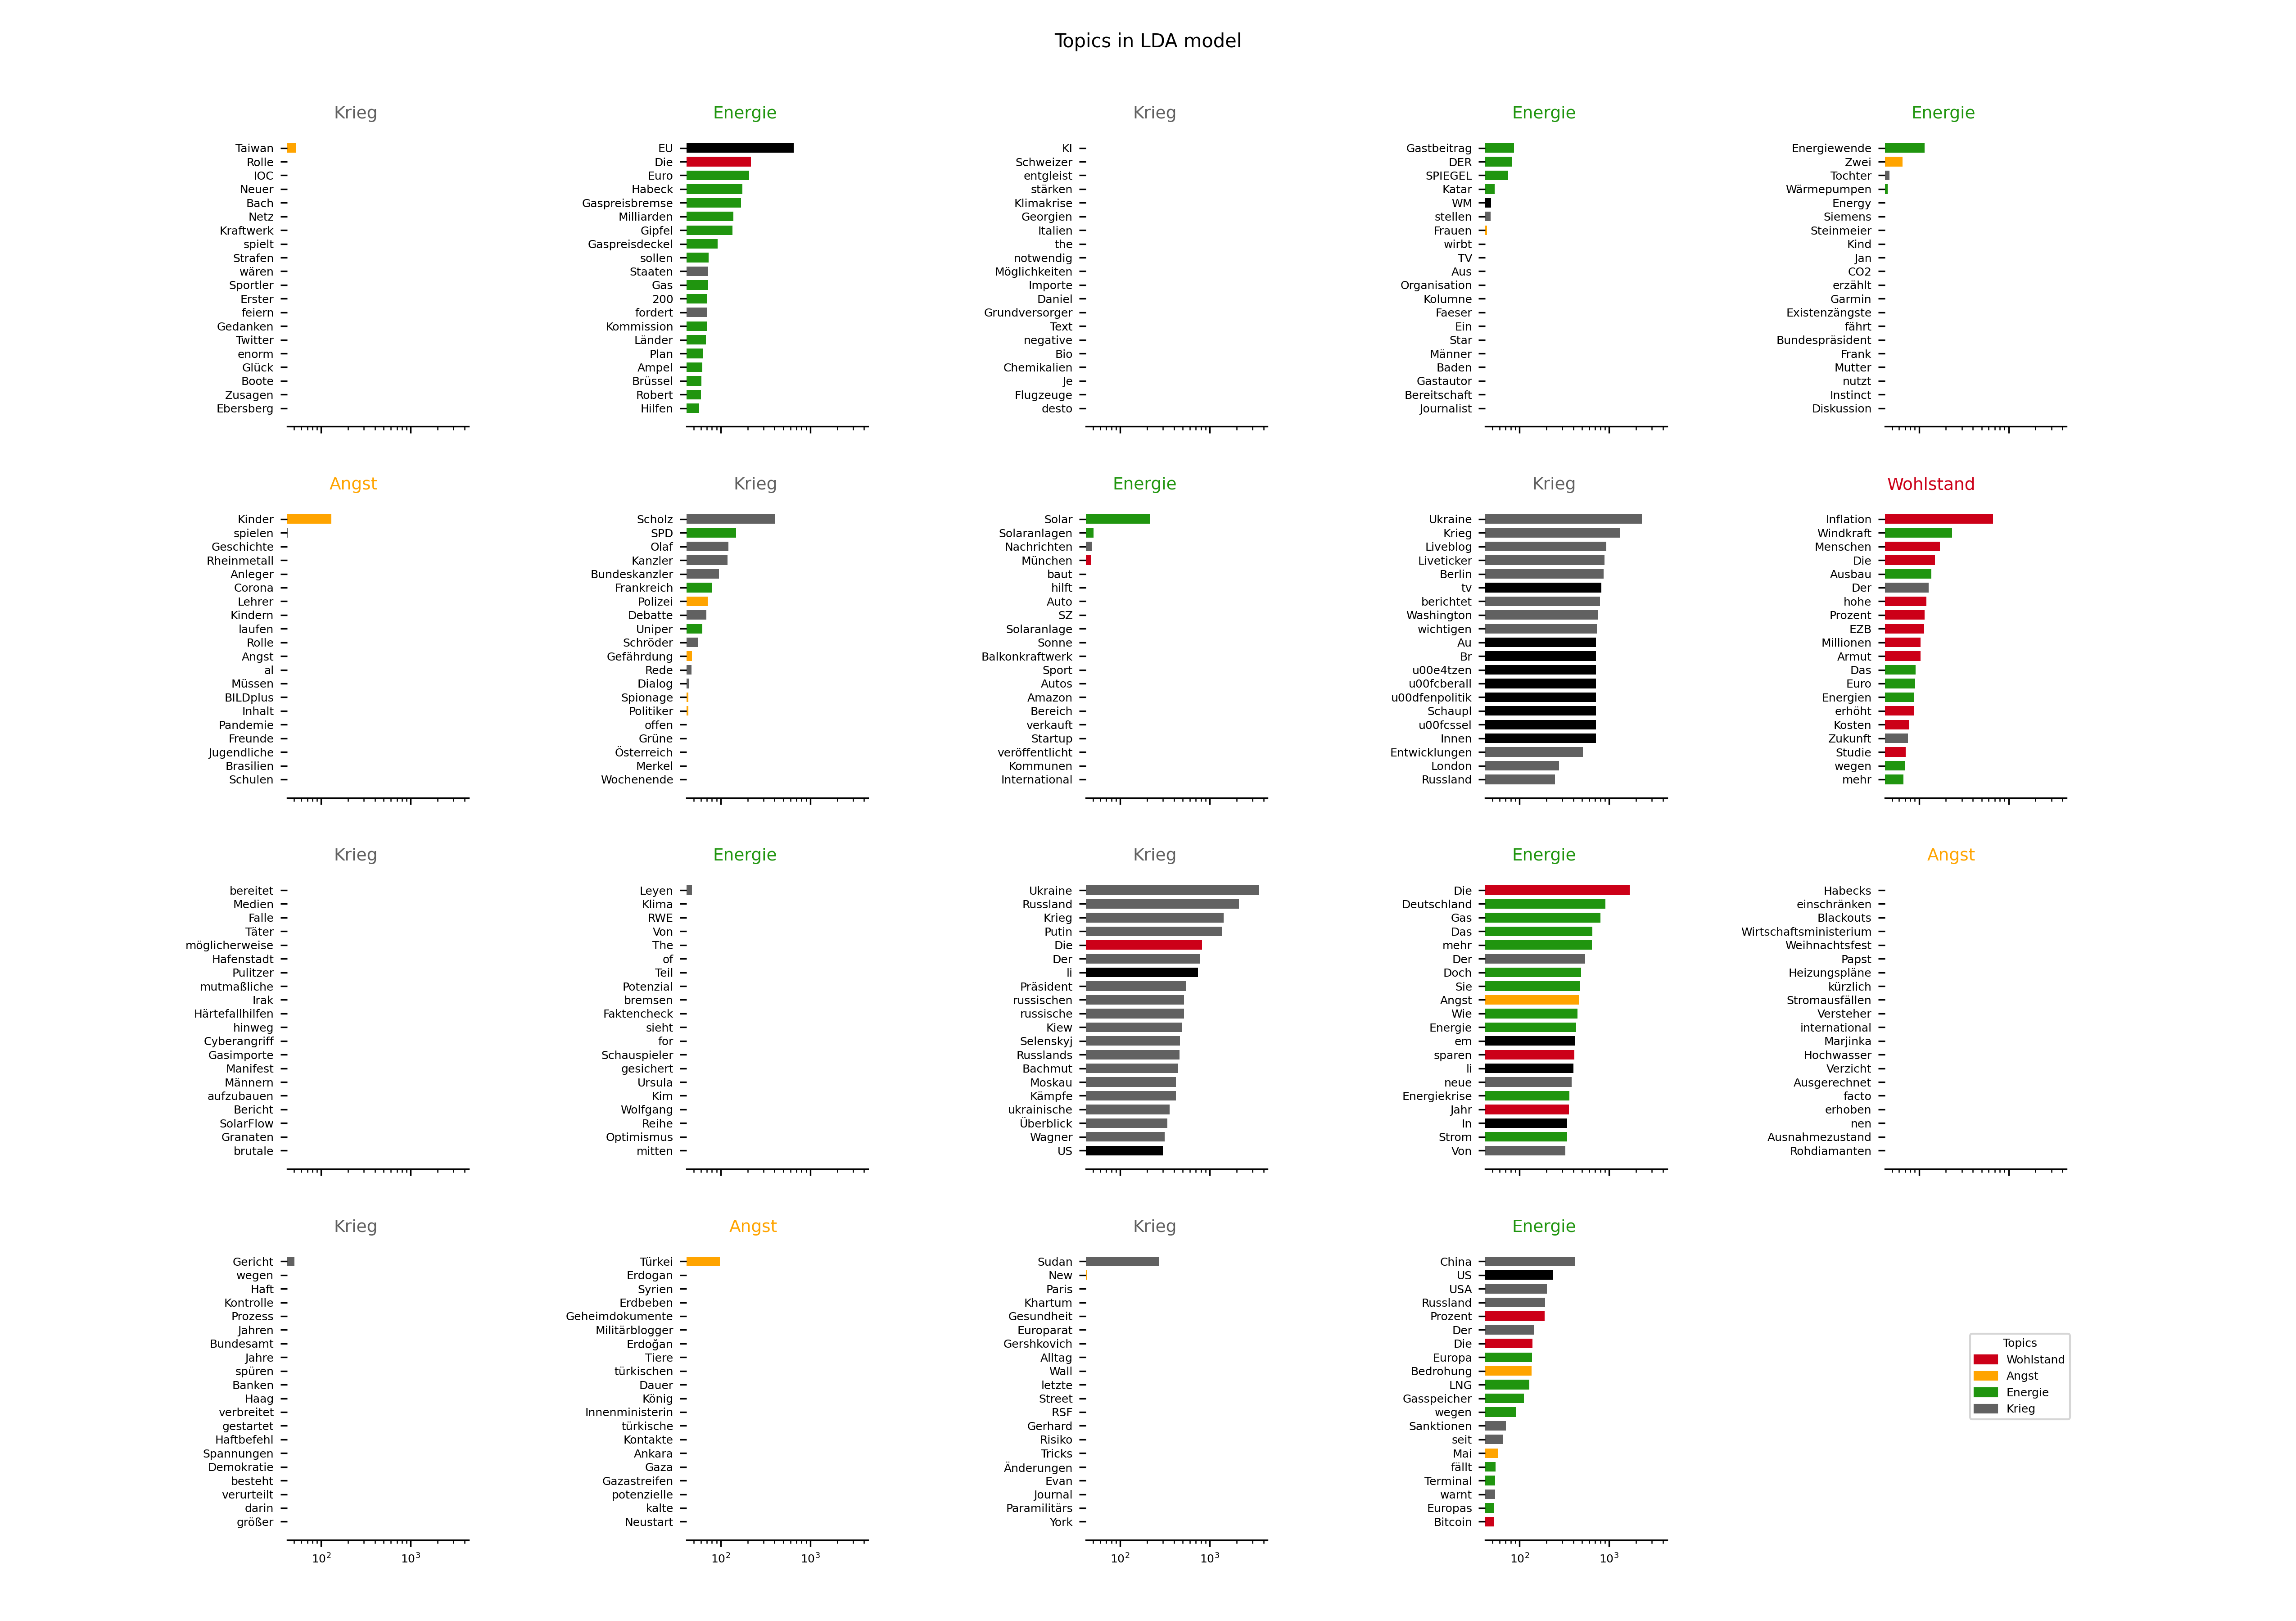 Topics in LDA model
Krieg
Taiwan
Rolle
IOC
Neuer
Bach
Netz
Kraftwerk
spielt
Strafen
wären
Sportler
Erster
feiern
Gedanken
Twitter
enorm
Glück
Boote
Zusagen
Ebersberg
Energie
EU
Die
Euro
Habeck
Gaspreisbremse
Milliarden
Gipfel
Gaspreisdeckel
sollen
Staaten
Gas
200
fordert
Kommission
Länder
Plan
Ampel
Brüssel
Robert
Hilfen
Krieg
KI
Schweizer
entgleist
stärken
Klimakrise
Georgien
Italien
the
notwendig
Möglichkeiten
Importe
Daniel
Grundversorger
Text
negative
Bio
Chemikalien
Je
Flugzeuge
desto
Energie
Gastbeitrag
DER
SPIEGEL
Katar
WM
stellen
Frauen
wirbt
TV
Aus
Organisation
Kolumne
Faeser
Ein
Star
Männer
Baden
Gastautor
Bereitschaft
Journalist
Energie
Energiewende
Zwei
Tochter
Wärmepumpen
Energy
Siemens
Steinmeier
Kind
Jan
CO2
erzählt
Garmin
Existenzängste
fährt
Bundespräsident
Frank
Mutter
nutzt
Instinct
Diskussion
Angst
Kinder
spielen
Geschichte
Rheinmetall
Anleger
Corona
Lehrer
Kindern
laufen
Rolle
Angst
al
Müssen
BILDplus
Inhalt
Pandemie
Freunde
Jugendliche
Brasilien
Schulen
Krieg
Scholz
SPD
Olaf
Kanzler
Bundeskanzler
Frankreich
Polizei
Debatte
Uniper
Schröder
Gefährdung
Rede
Dialog
Spionage
Politiker
offen
Grüne
Österreich
Merkel
Wochenende
Energie
Solar
Solaranlagen
Nachrichten
München
baut
hilft
Auto
SZ
Solaranlage
Sonne
Balkonkraftwerk
Sport
Autos
Amazon
Bereich
verkauft
Startup
veröffentlicht
Kommunen
International
Krieg
Ukraine
Krieg
Liveblog
Liveticker
Berlin
tv
berichtet
Washington
wichtigen
Au
Br
u00e4tzen
u00fcberall
u00dfenpolitik
Schaupl
u00fcssel
Innen
Entwicklungen
London
Russland
Wohlstand
Inflation
Windkraft
Menschen
Die
Ausbau
Der
hohe
Prozent
EZB
Millionen
Armut
Das
Euro
Energien
erhöht
Kosten
Zukunft
Studie
wegen
mehr
Krieg
bereitet
Medien
Falle
Täter
möglicherweise
Hafenstadt
Pulitzer
mutmaßliche
Irak
Härtefallhilfen
hinweg
Cyberangriff
Gasimporte
Manifest
Männern
aufzubauen
Bericht
SolarFlow
Granaten
brutale
Energie
Leyen
Klima
RWE
Von
The
of
Teil
Potenzial
bremsen
Faktencheck
sieht
for
Schauspieler
gesichert
Ursula
Kim
Wolfgang
Reihe
Optimismus
mitten
Krieg
Ukraine
Russland
Krieg
Putin
Die
Der
li
Präsident
russischen
russische
Kiew
Selenskyj
Russlands
Bachmut
Moskau
Kämpfe
ukrainische
Überblick
Wagner
US
Energie
Die
Deutschland
Gas
Das
mehr
Der
Doch
Sie
Angst
Wie
Energie
em
sparen
li
neue
Energiekrise
Jahr
In
Strom
Von
Angst
Habecks
einschränken
Blackouts
Wirtschaftsministerium
Weihnachtsfest
Papst
Heizungspläne
kürzlich
Stromausfällen
Versteher
international
Marjinka
Hochwasser
Verzicht
Ausgerechnet
facto
erhoben
nen
Ausnahmezustand
Rohdiamanten
Krieg
Gericht
wegen
Haft
Kontrolle
Prozess
Jahren
Bundesamt
Jahre
spüren
Banken
Haag
verbreitet
gestartet
Haftbefehl
Spannungen
Demokratie
besteht
verurteilt
darin
größer
10²
10³
Angst
Türkei
Erdogan
Syrien
Erdbeben
Geheimdokumente
Militärblogger
Erdoğan
Tiere
türkischen
Dauer
König
Innenministerin
türkische
Kontakte
Ankara
Gaza
Gazastreifen
potenzielle
kalte
Neustart
10²
10³
Krieg
Sudan
New
Paris
Khartum
Gesundheit
Europarat
Gershkovich
Alltag
Wall
letzte
Street
RSF
Gerhard
Risiko
Tricks
Änderungen
Evan
Journal
Paramilitärs
York
10²
10³
Energie
China
US
USA
Russland
Prozent
Der
Die
Europa
Bedrohung
LNG
Gasspeicher
wegen
Sanktionen
seit
Mai
fällt
Terminal
warnt
Europas
Bitcoin
10²
10³
Topics
Wohlstand
Angst
Energie
Krieg